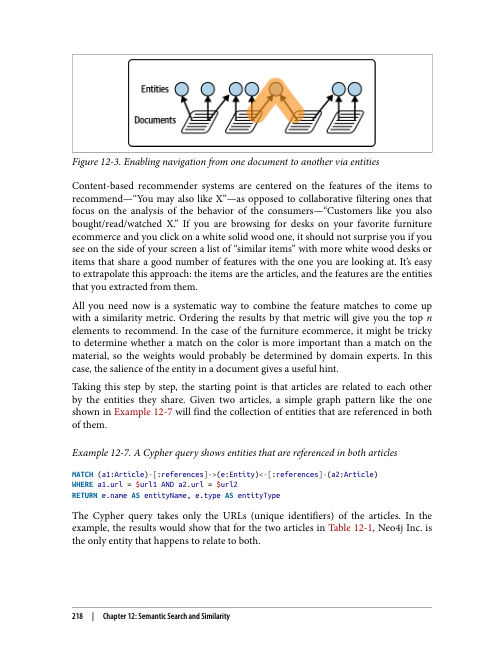 Entities
Documents
Figure 12-3. Enabling navigation from one document to another via entities
Content-based recommender systems are centered on the features of the items to
recommend—“You may also like X”—as opposed to collaborative filtering ones that
focus on the analysis of the behavior of the consumers—“Customers like you also
bought/read/watched X.” If you are browsing for desks on your favorite furniture
ecommerce and you click on a white solid wood one, it should not surprise you if you
see on the side of your screen a list of “similar items” with more white wood desks or
items that share a good number of features with the one you are looking at. It’s easy
to extrapolate this approach: the items are the articles, and the features are the entities
that you extracted from them.
All you need now is a systematic way to combine the feature matches to come up
with a similarity metric. Ordering the results by that metric will give you the top n
elements to recommend. In the case of the furniture ecommerce, it might be tricky
to determine whether a match on the color is more important than a match on the
material, so the weights would probably be determined by domain experts. In this
case, the salience of the entity in a document gives a useful hint.
Taking this step by step, the starting point is that articles are related to each other
by the entities they share. Given two articles, a simple graph pattern like the one
shown in Example 12-7 will find the collection of entities that are referenced in both
of them.
Example 12-7. A Cypher query shows entities that are referenced in both articles
MATCH (a1:Article)-[:references]->(e:Entity)<-[:references]-(a2:Article)
WHERE a1.url = $url1 AND a2.url = $url2
RETURN e.name AS entityName, e.type AS entityType
The Cypher query takes only the URLs (unique identifiers) of the articles. In the
example, the results would show that for the two articles in Table 12-1, Neo4j Inc. is
the only entity that happens to relate to both.
218 | Chapter 12: Semantic Search and Similarity